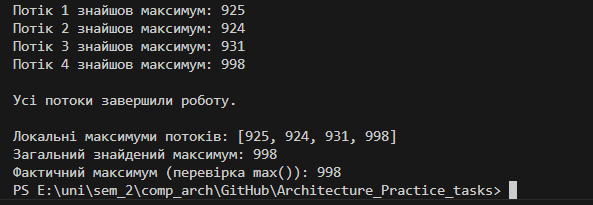 Потік 1 знайшов максимум: 925
Потік 2 знайшов максимум: 924
Потік 3 знайшов максимум: 931
Потік 4 знайшов максимум: 998
Усі потоки завершили роботу.
Локальні максимуми потоків: [925, 924, 931, 998]
Загальний знайдений максимум: 998
Фактичний максимум (перевірка max()): 998
PS E:\uni\sem_2\comp_arch\GitHub\Architecture_Practice_tasks>